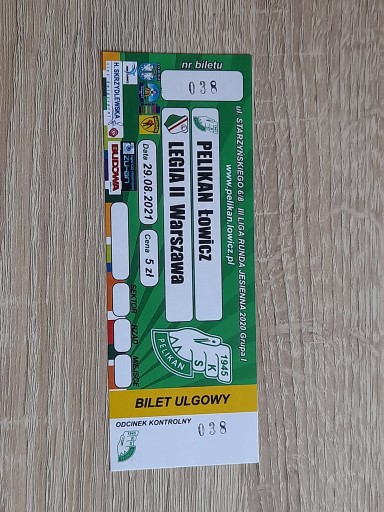 nr biletu
038
ul. STARZYŃSKIEGO 6/8 III LIGA RUNDA JESIENNA 2020 Grupa I
www.pelikan.lowicz.pl
PELIKAN Łowicz
LEGIA II Warszawa
Data 29.08.2021
Cena 5 zł
H.SKRZYDLEWSKA
BUDOWA
SEKTOR
RZĄD
MIEJSCE
1945
K
S
PELIKAN
BILET ULGOWY
ODCINEK KONTROLNY
038